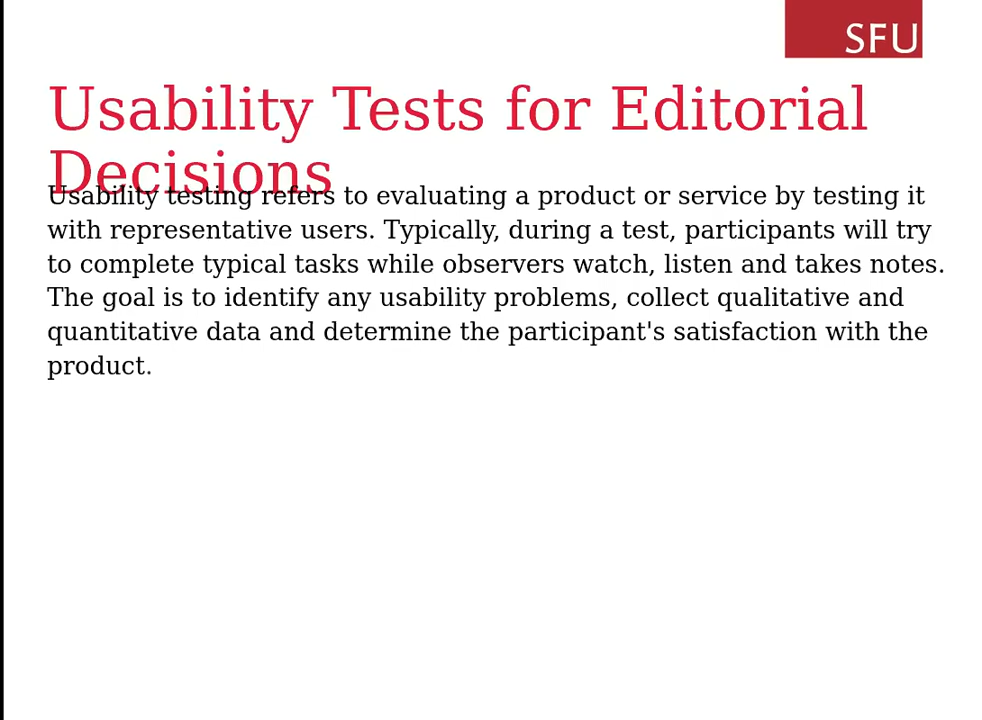 SFU
Usability Tests for Editorial
Decisions
Usability testing refers to evaluating a product or service by testing it
with representative users. Typically, during a test, participants will try
to complete typical tasks while observers watch, listen and takes notes.
The goal is to identify any usability problems, collect qualitative and
quantitative data and determine the participant's satisfaction with the
product.